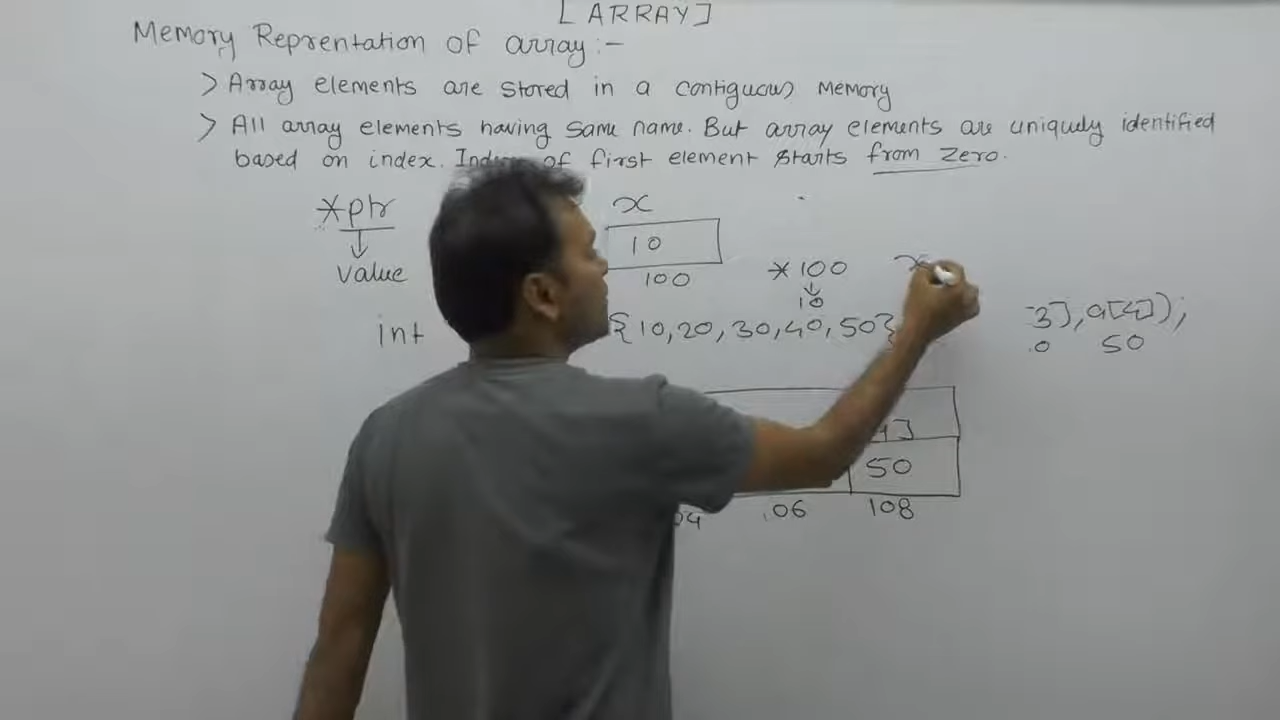 [ARRAY]
Memory Reprentation of array:-
> Array elements are stored in a contiguous Memory
> All array elements having same name. But array elements are uniquely identified
based on index. Index of first element starts from Zero.
*ptr x
value 10
100 *100 x
10
int {10,20,30,40,50} 3],a[4]);
0 50
4]
50
04 06 108